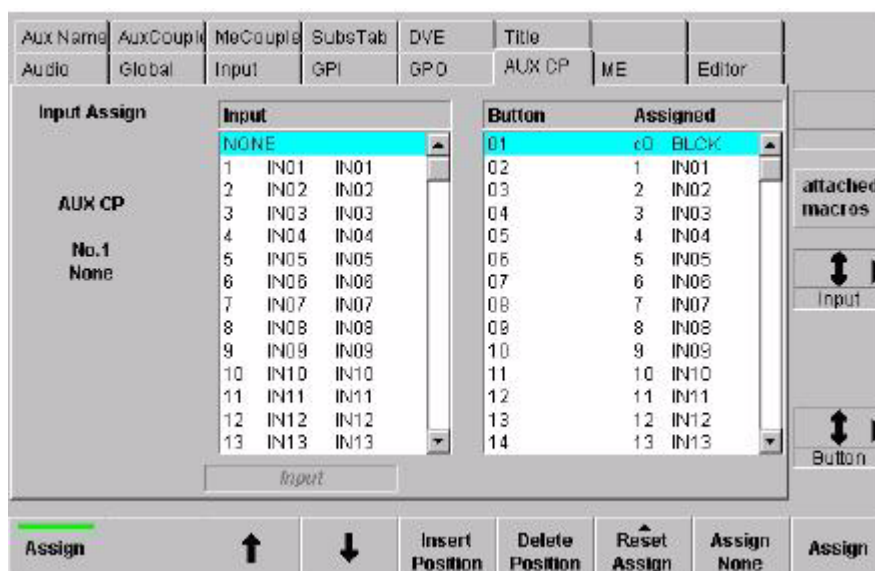 Aux Name AuxCouple MeCouple SubsTab DVE Title
Audio Global Input GPI GPO AUX CP ME Editor
Input Assign
Input
Button Assigned
NONE
01 c0 BLCK
1 IN01 IN01
02 1 IN01
2 IN02 IN02
03 2 IN02
3 IN03 IN03
04 3 IN03
4 IN04 IN04
05 4 IN04
5 IN05 IN05
06 5 IN05
6 IN06 IN06
07 6 IN06
7 IN07 IN07
08 7 IN07
8 IN08 IN08
09 8 IN08
9 IN09 IN09
10 9 IN09
10 IN10 IN10
11 10 IN10
11 IN11 IN11
12 11 IN11
12 IN12 IN12
13 12 IN12
13 IN13 IN13
14 13 IN13
AUX CP
No.1
None
Input
attached
macros
Input
Button
Assign
Insert
Position
Delete
Position
Reset
Assign
Assign
None
Assign